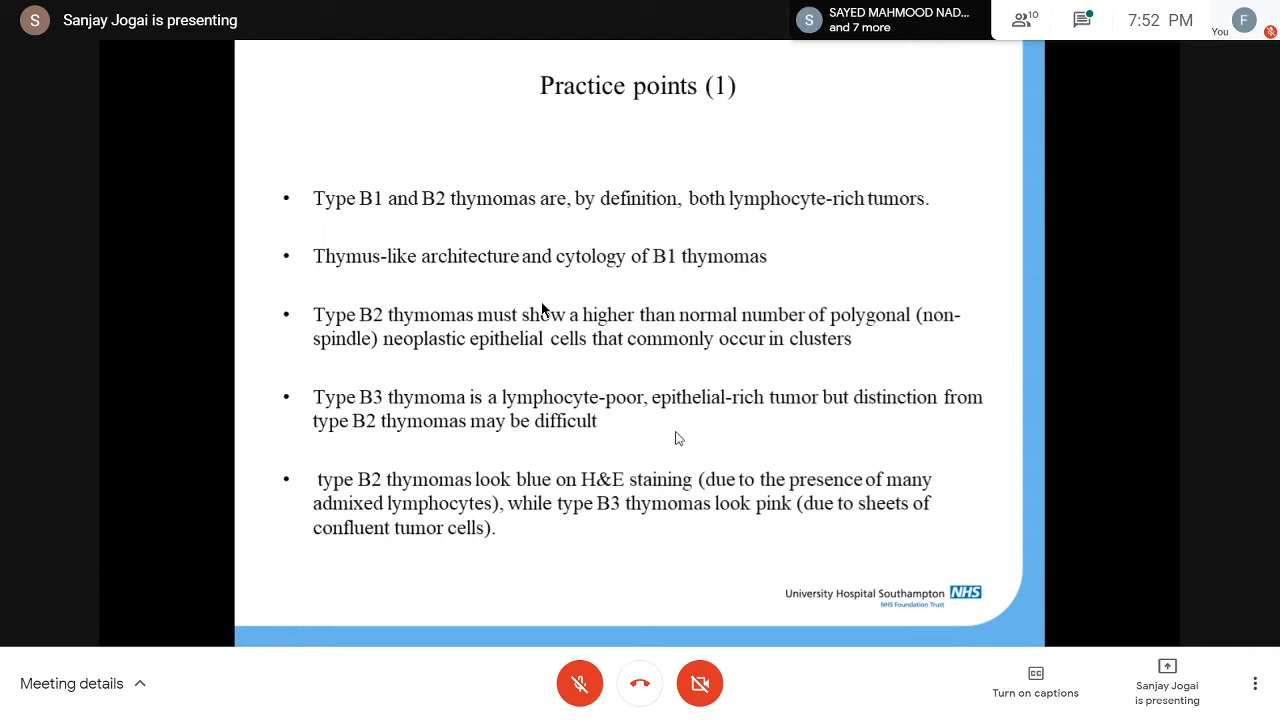 S Sanjay Jogai is presenting
S SAYED MAHMOOD NAD...
and 7 more
10
7:52 PM
You
F
Practice points (1)
• Type B1 and B2 thymomas are, by definition, both lymphocyte-rich tumors.
• Thymus-like architecture and cytology of B1 thymomas
• Type B2 thymomas must show a higher than normal number of polygonal (non-
spindle) neoplastic epithelial cells that commonly occur in clusters
• Type B3 thymoma is a lymphocyte-poor, epithelial-rich tumor but distinction from
type B2 thymomas may be difficult
• type B2 thymomas look blue on H&E staining (due to the presence of many
admixed lymphocytes), while type B3 thymomas look pink (due to sheets of
confluent tumor cells).
University Hospital Southampton NHS
NHS Foundation Trust
Meeting details
CC
Turn on captions
Sanjay Jogai
is presenting